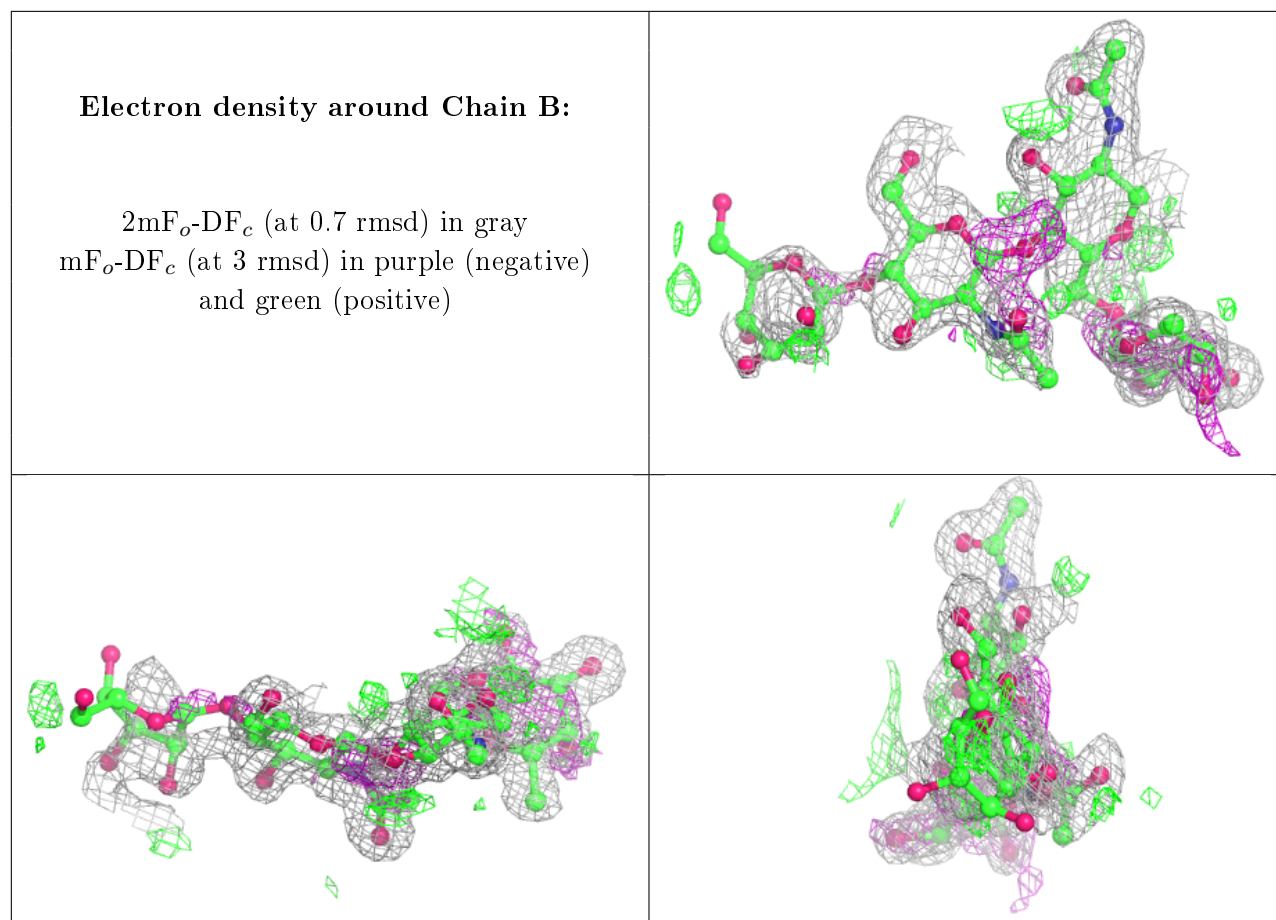 Electron density around Chain B:
2mFo-DFc (at 0.7 rmsd) in gray
mFo-DFc (at 3 rmsd) in purple (negative)
and green (positive)